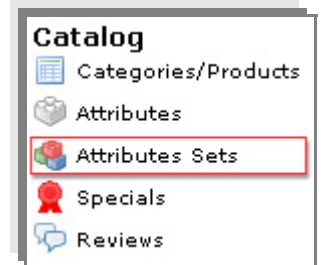 Catalog
Categories/Products
Attributes
Attributes Sets
Specials
Reviews